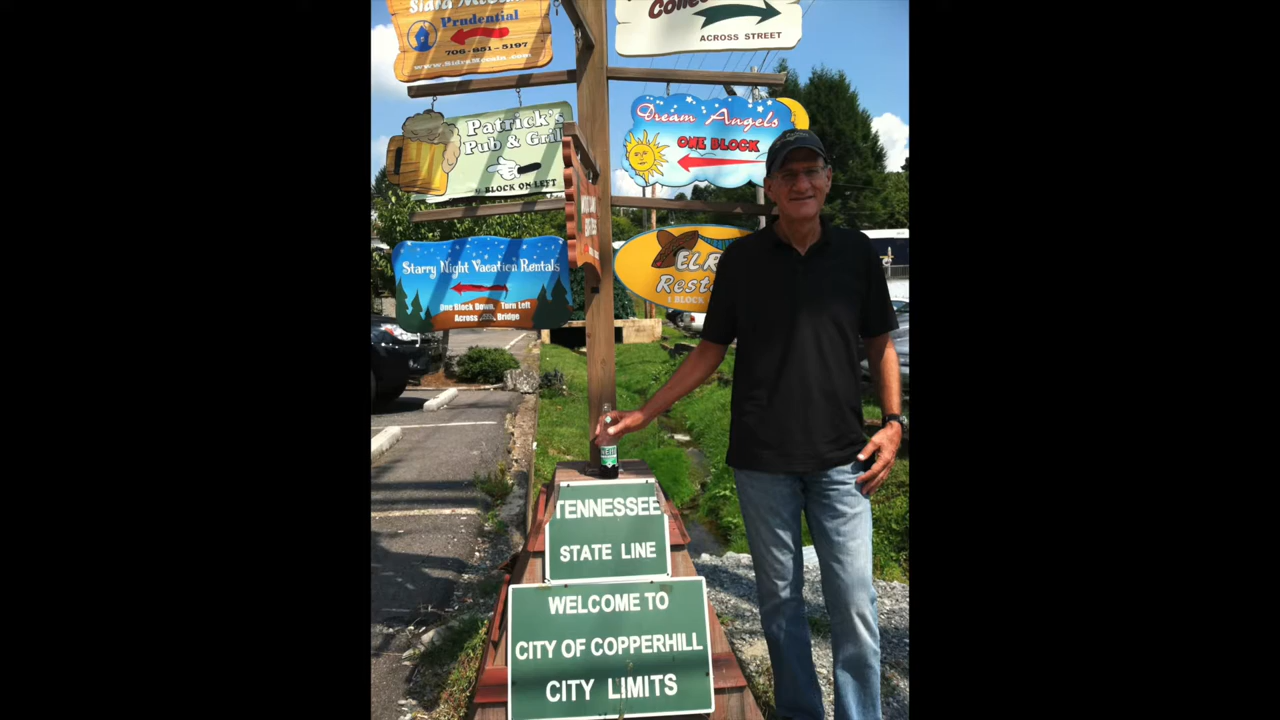 Prudential
706-851-5197
ACROSS STREET
Patrick's
Pub & Grill
BLOCK ON LEFT
Dream Angels
ONE BLOCK
Starry Night Vacation Rentals
One Block Down, Turn Left
Across Bridge
EL R
Rest
1 BLOCK
TENNESSEE
STATE LINE
WELCOME TO
CITY OF COPPERHILL
CITY LIMITS